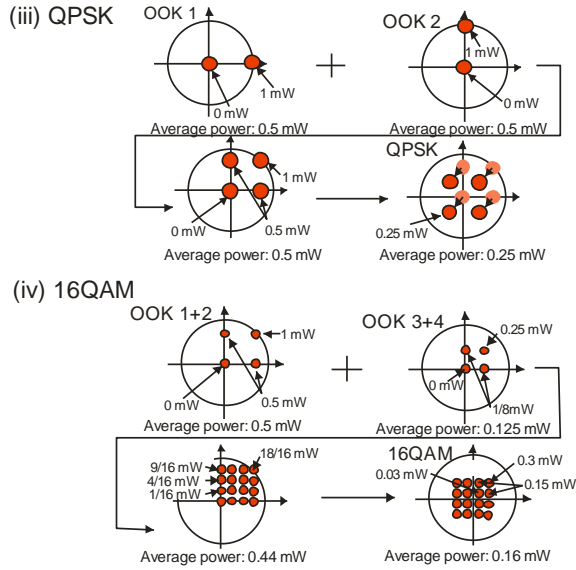 (iii) QPSK
OOK 1
OOK 2
1 mW
1 mW
0 mW
0 mW
Average power: 0.5 mW
Average power: 0.5 mW
QPSK
1 mW
0 mW
0.5 mW
0.25 mW
Average power: 0.5 mW
Average power: 0.25 mW
(iv) 16QAM
OOK 1+2
OOK 3+4
1 mW
0.25 mW
0 mW
0.5 mW
0 mW
1/8mW
Average power: 0.5 mW
Average power: 0.125 mW
18/16 mW
16QAM
9/16 mW
4/16 mW
1/16 mW
0.03 mW
0.3 mW
0.15 mW
Average power: 0.44 mW
Average power: 0.16 mW